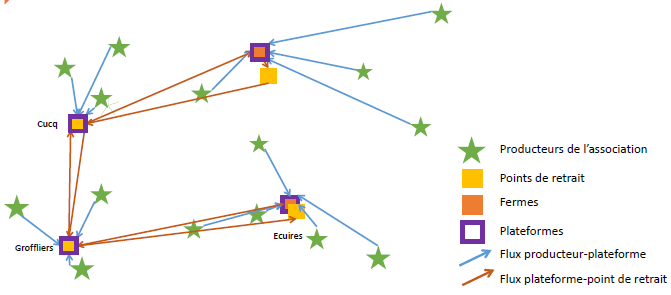 Cucq
Groffliers
Ecuires
Producteurs de l'association
Points de retrait
Fermes
Plateformes
Flux producteur-plateforme
Flux plateforme-point de retrait